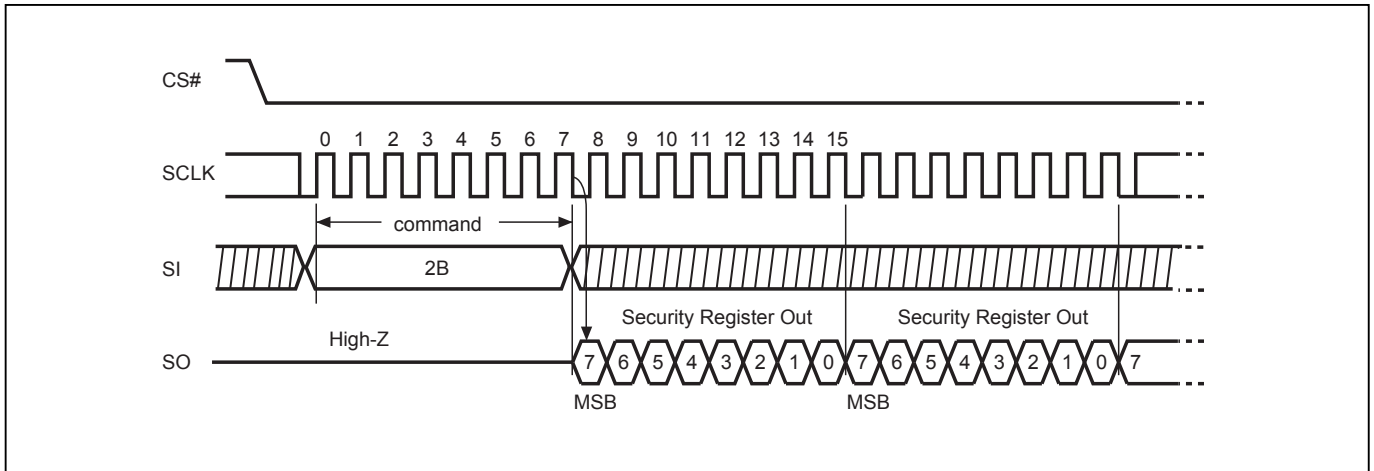 CS#
0 1 2 3 4 5 6 7 8 9 10 11 12 13 14 15
SCLK
command
SI 2B
Security Register Out Security Register Out
High-Z
SO 7 6 5 4 3 2 1 0 7 6 5 4 3 2 1 0 7
MSB MSB